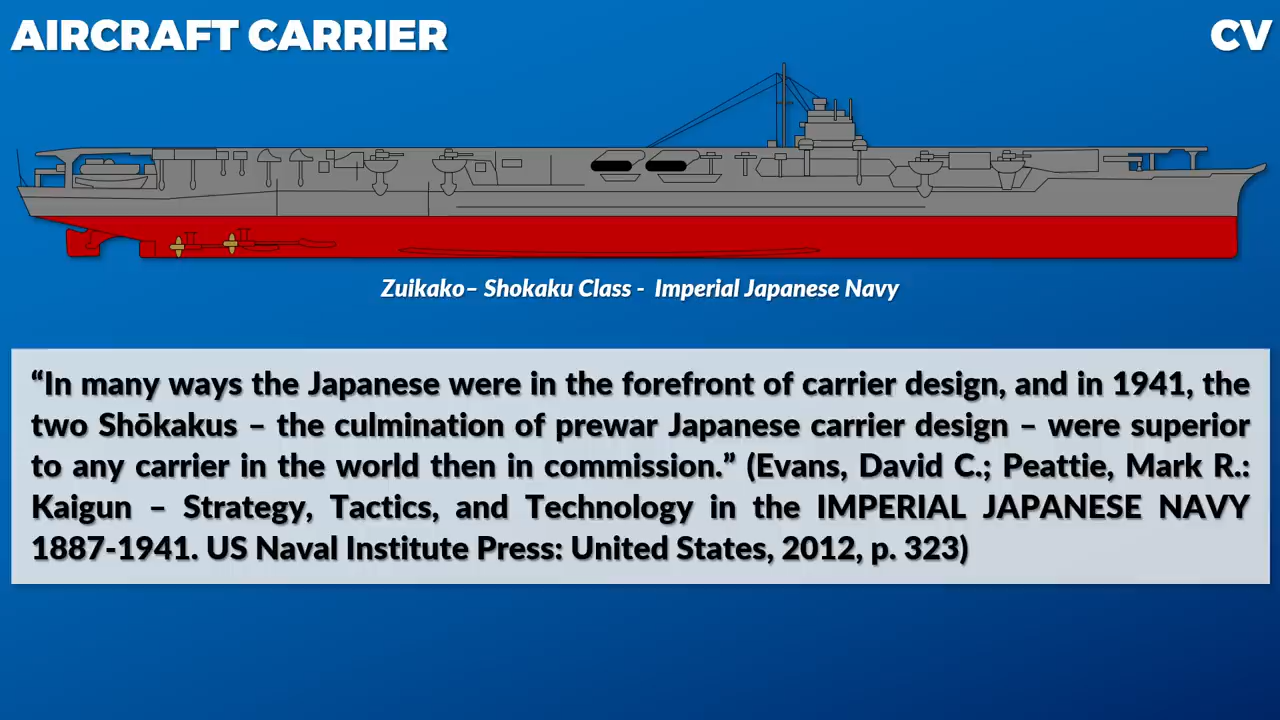 AIRCRAFT CARRIER
CV
Zuikako– Shokaku Class -  Imperial Japanese Navy
“In many ways the Japanese were in the forefront of carrier design, and in 1941, the
two Shōkakus – the culmination of prewar Japanese carrier design – were superior
to any carrier in the world then in commission.” (Evans, David C.; Peattie, Mark R.:
Kaigun – Strategy, Tactics, and Technology in the IMPERIAL JAPANESE NAVY
1887-1941. US Naval Institute Press: United States, 2012, p. 323)